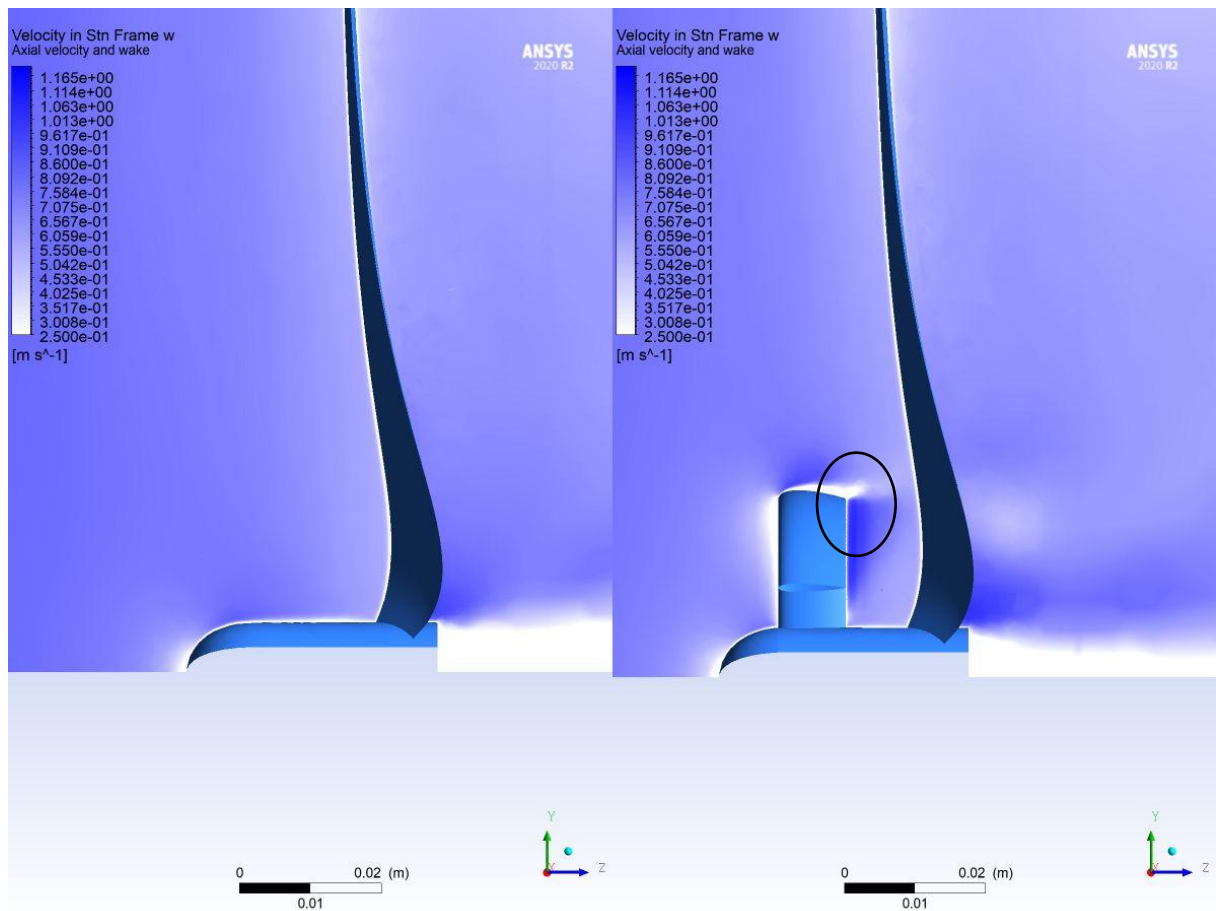 Velocity in Stn Frame w
Axial velocity and wake
ANSYS
2020 R2
1.165e+00
1.114e+00
1.063e+00
1.013e+00
9.617e-01
9.109e-01
8.600e-01
8.092e-01
7.584e-01
7.075e-01
6.567e-01
6.059e-01
5.550e-01
5.042e-01
4.533e-01
4.025e-01
3.517e-01
3.008e-01
2.500e-01
[m s^-1]
Y
X
Z
0
0.02
(m)
0.01
Velocity in Stn Frame w
Axial velocity and wake
ANSYS
2020 R2
1.165e+00
1.114e+00
1.063e+00
1.013e+00
9.617e-01
9.109e-01
8.600e-01
8.092e-01
7.584e-01
7.075e-01
6.567e-01
6.059e-01
5.550e-01
5.042e-01
4.533e-01
4.025e-01
3.517e-01
3.008e-01
2.500e-01
[m s^-1]
Y
X
Z
0
0.02
(m)
0.01